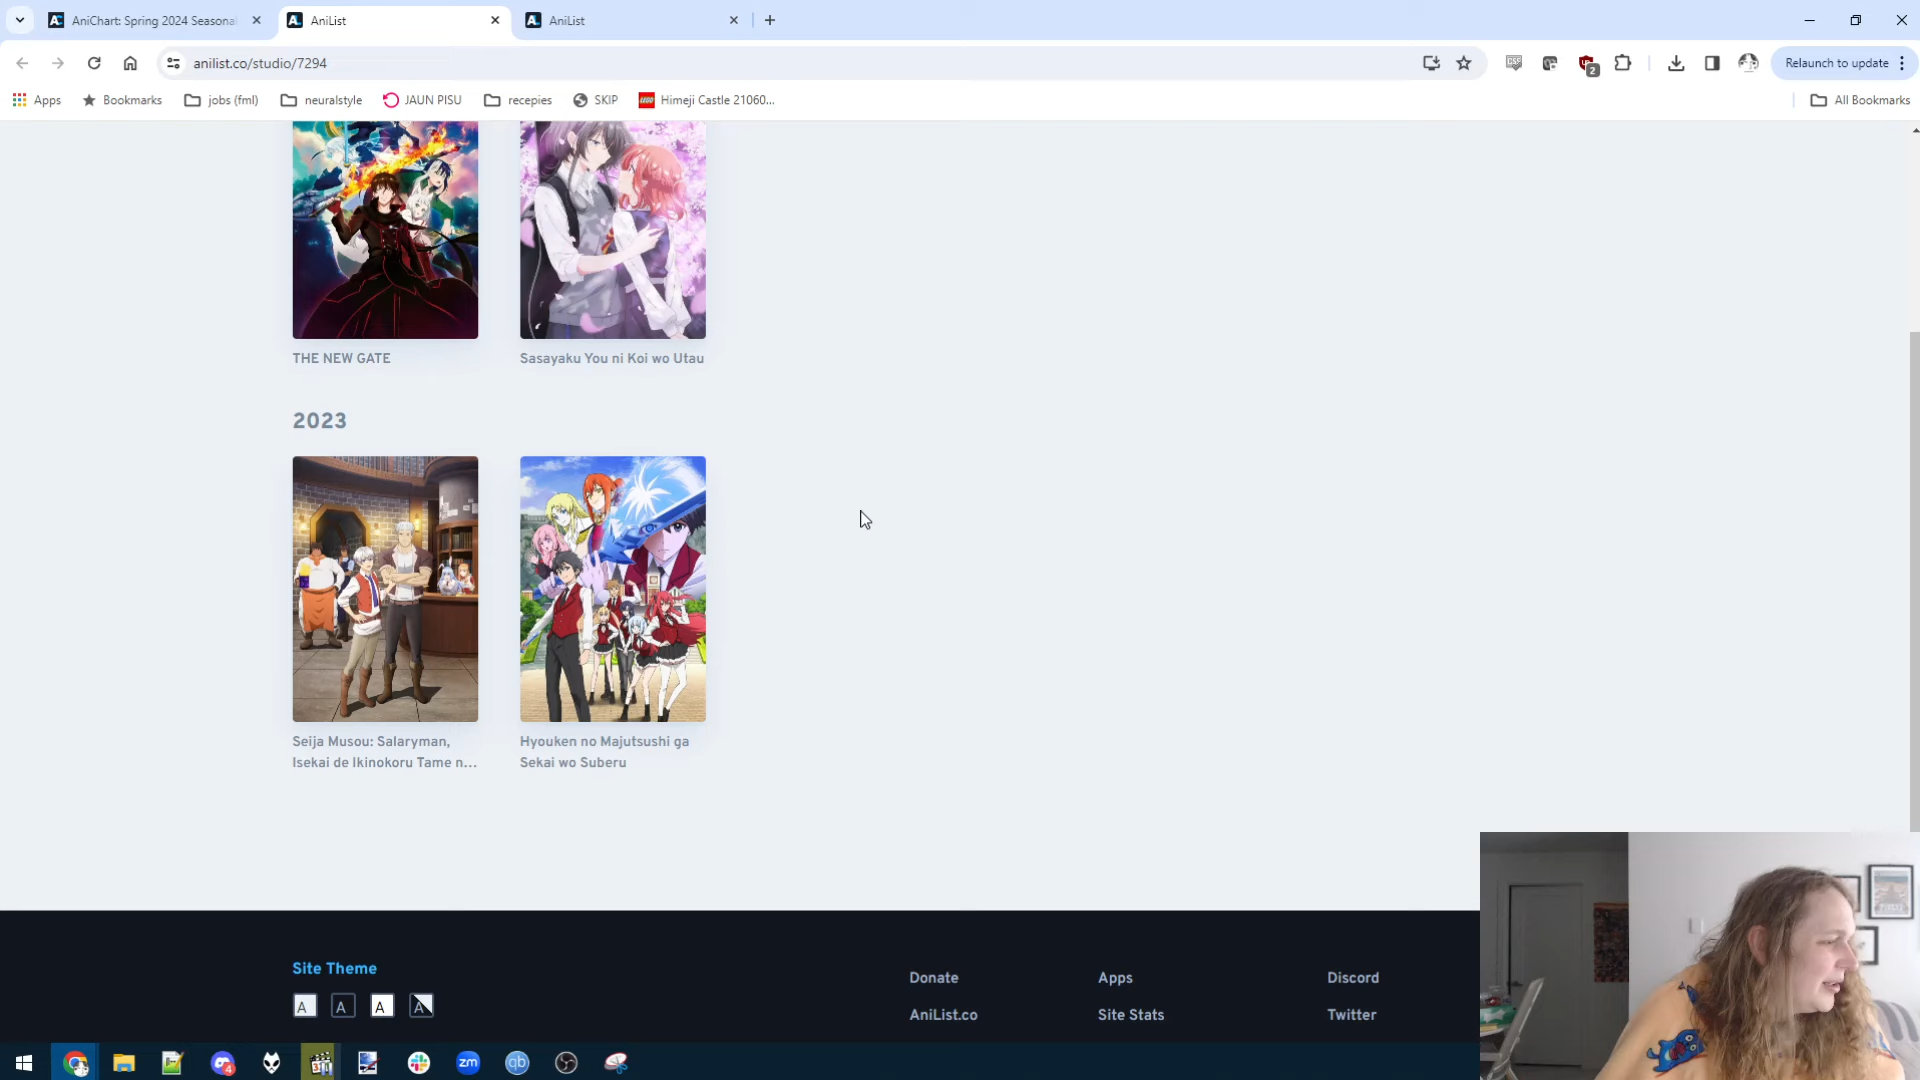 AniChart: Spring 2024 Seasona
AniList
AniList
anilist.co/studio/7294
Relaunch to update
Apps
Bookmarks
jobs (fml)
neuralstyle
JAUN PISU
recepies
SKIP
Himeji Castle 21060...
All Bookmarks
THE NEW GATE
Sasayaku You ni Koi wo Utau
2023
Seija Musou: Salaryman,
Isekai de Ikinokoru Tame n...
Hyouken no Majutsushi ga
Sekai wo Suberu
Site Theme
A A A A
Donate
Apps
Discord
AniList.co
Site Stats
Twitter